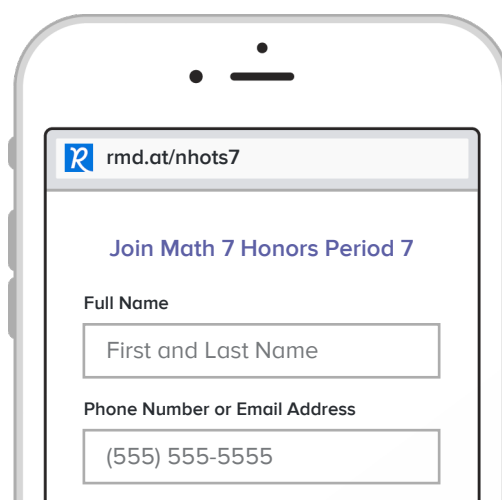 rmd.at/nhots7
Join Math 7 Honors Period 7
Full Name
First and Last Name
Phone Number or Email Address
(555) 555-5555